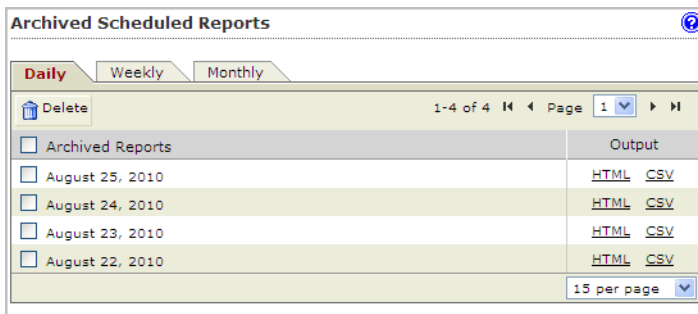 Archived Scheduled Reports ?
Daily Weekly Monthly
Delete 1-4 of 4 Page 1
Archived Reports Output
August 25, 2010 HTML CSV
August 24, 2010 HTML CSV
August 23, 2010 HTML CSV
August 22, 2010 HTML CSV
15 per page